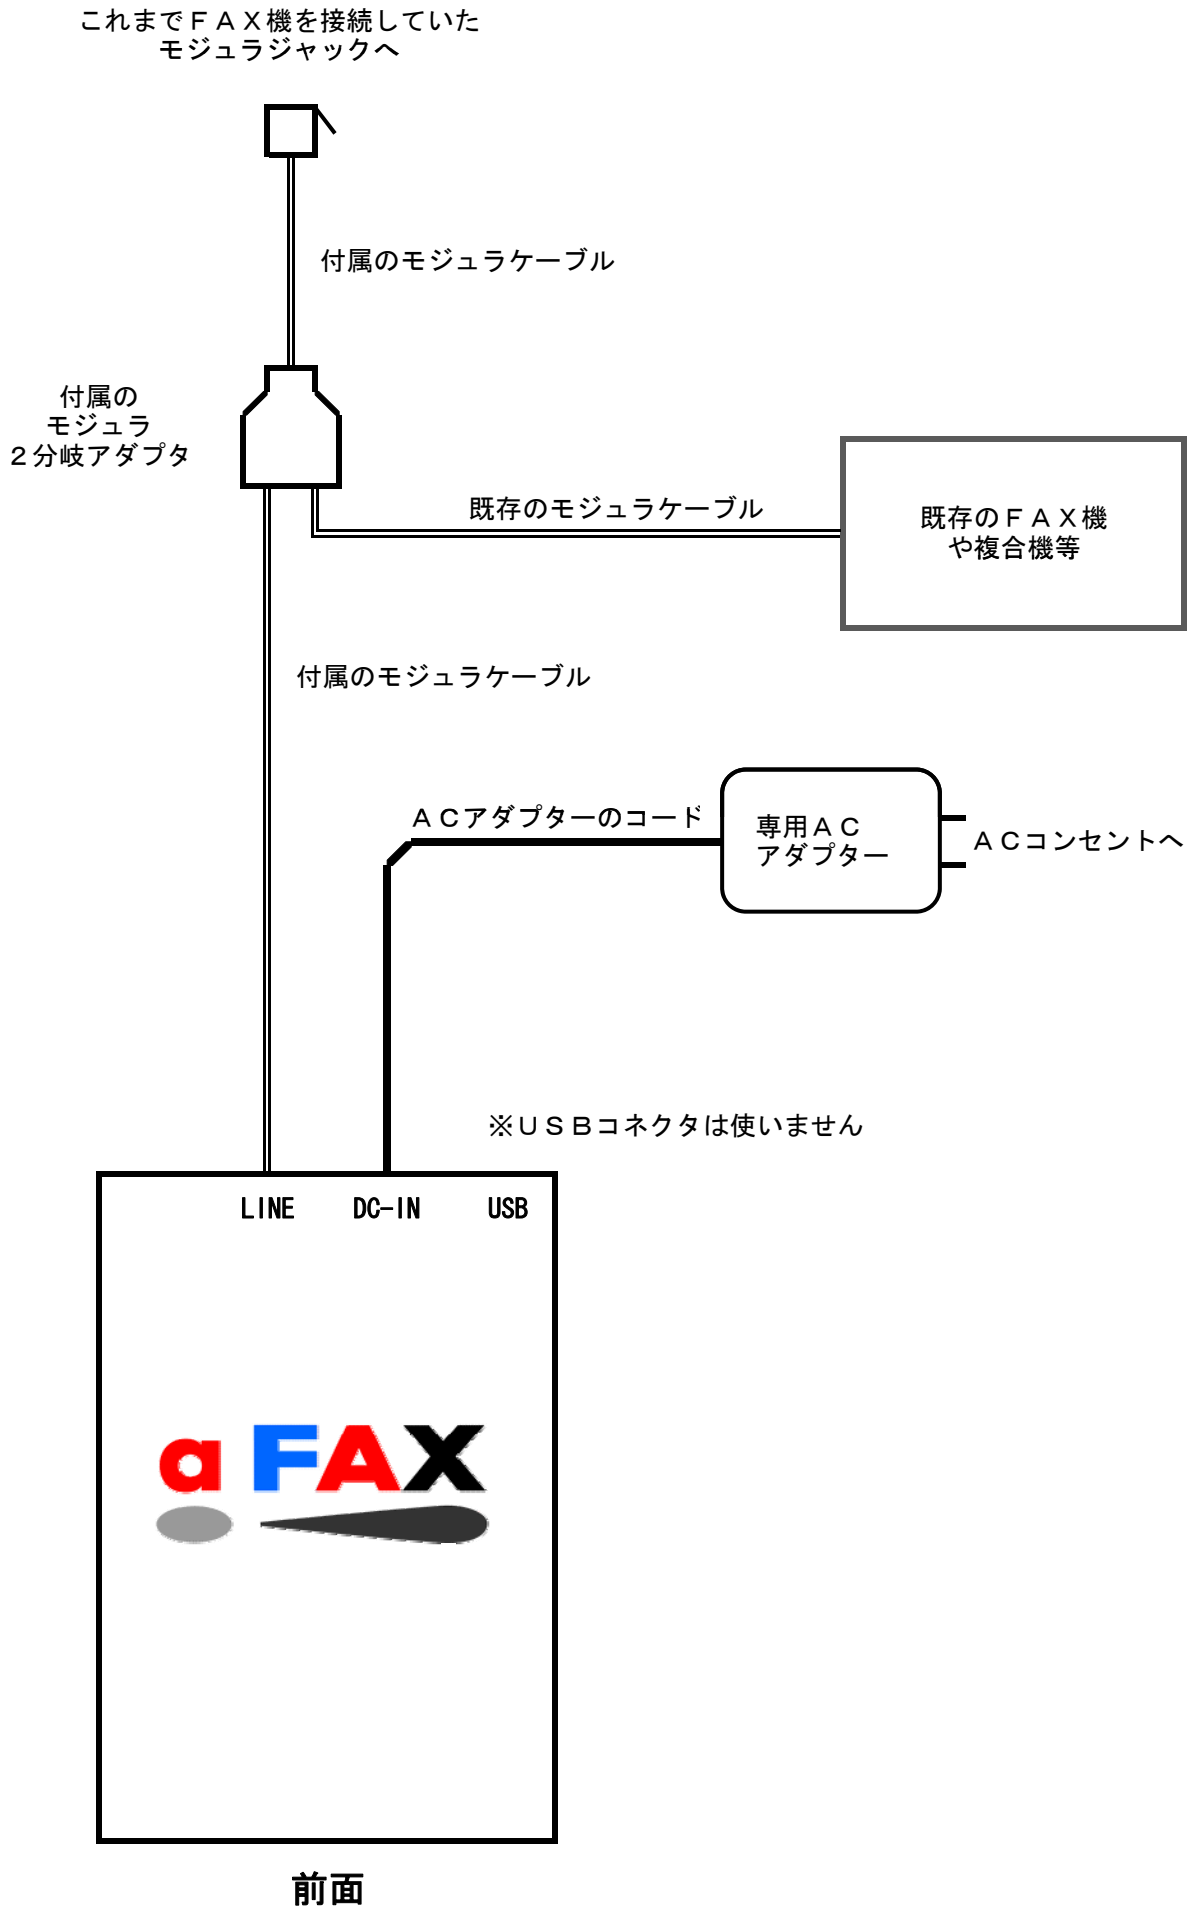 これまでＦＡＸ機を接続していた
モジュラジャックへ
付属のモジュラケーブル
付属の
モジュラ
２分岐アダプタ
既存のモジュラケーブル
既存のＦＡＸ機
や複合機等
付属のモジュラケーブル
ＡＣアダプターのコード
専用ＡＣ
アダプター
ＡＣコンセントへ
※ＵＳＢコネクタは使いません
LINE DC-IN USB
a FAX
前面